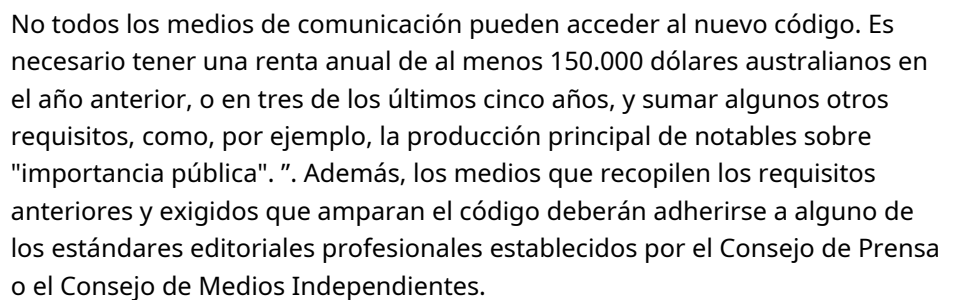 No todos los medios de comunicación pueden acceder al nuevo código. Es
necesario tener una renta anual de al menos 150.000 dólares australianos en
el año anterior, o en tres de los últimos cinco años, y sumar algunos otros
requisitos, como, por ejemplo, la producción principal de notables sobre
"importancia pública". ”. Además, los medios que recopilen los requisitos
anteriores y exigidos que amparan el código deberán adherirse a alguno de
los estándares editoriales profesionales establecidos por el Consejo de Prensa
o el Consejo de Medios Independientes.